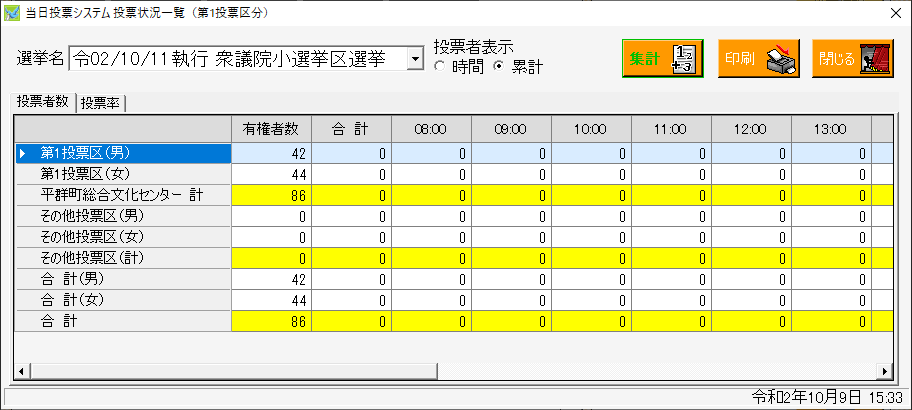 当日投票システム 投票状況一覧（第1投票区分）
選挙名 令02/10/11執行 衆議院小選挙区選挙 投票者表示 時間 累計 集計 印刷 閉じる
投票者数 投票率
有権者数 合 計 08:00 09:00 10:00 11:00 12:00 13:00
第1投票区(男) 42 0 0 0 0 0 0 0
第1投票区(女) 44 0 0 0 0 0 0 0
平群町総合文化センター 計 86 0 0 0 0 0 0 0
その他投票区(男) 0 0 0 0 0 0 0 0
その他投票区(女) 0 0 0 0 0 0 0 0
その他投票区(計) 0 0 0 0 0 0 0 0
合 計(男) 42 0 0 0 0 0 0 0
合 計(女) 44 0 0 0 0 0 0 0
合 計 86 0 0 0 0 0 0 0
令和2年10月9日 15:33